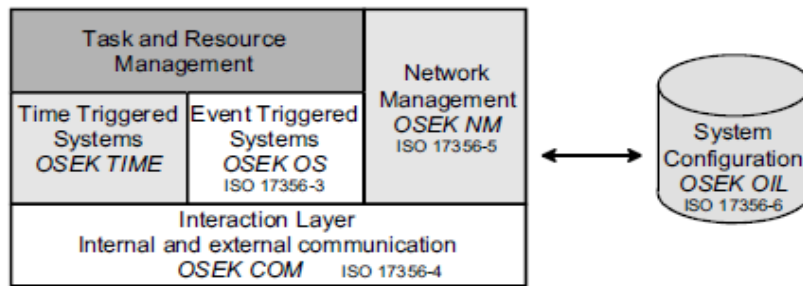 Task and Resource
Management
Time Triggered
Systems
OSEK TIME
Event Triggered
Systems
OSEK OS
ISO 17356-3
Network
Management
OSEK NM
ISO 17356-5
Interaction Layer
Internal and external communication
OSEK COM ISO 17356-4
System
Configuration
OSEK OIL
ISO 17356-6